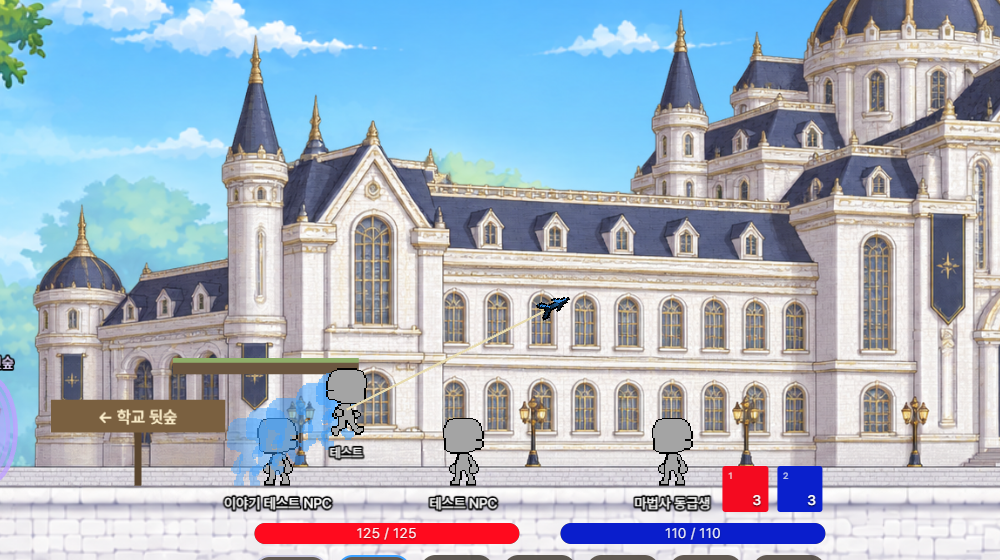 ← 학교 뒷숲
테스트
이야기 테스트 NPC
테스트 NPC
마법사 동급생
1
3
2
3
125 / 125
110 / 110